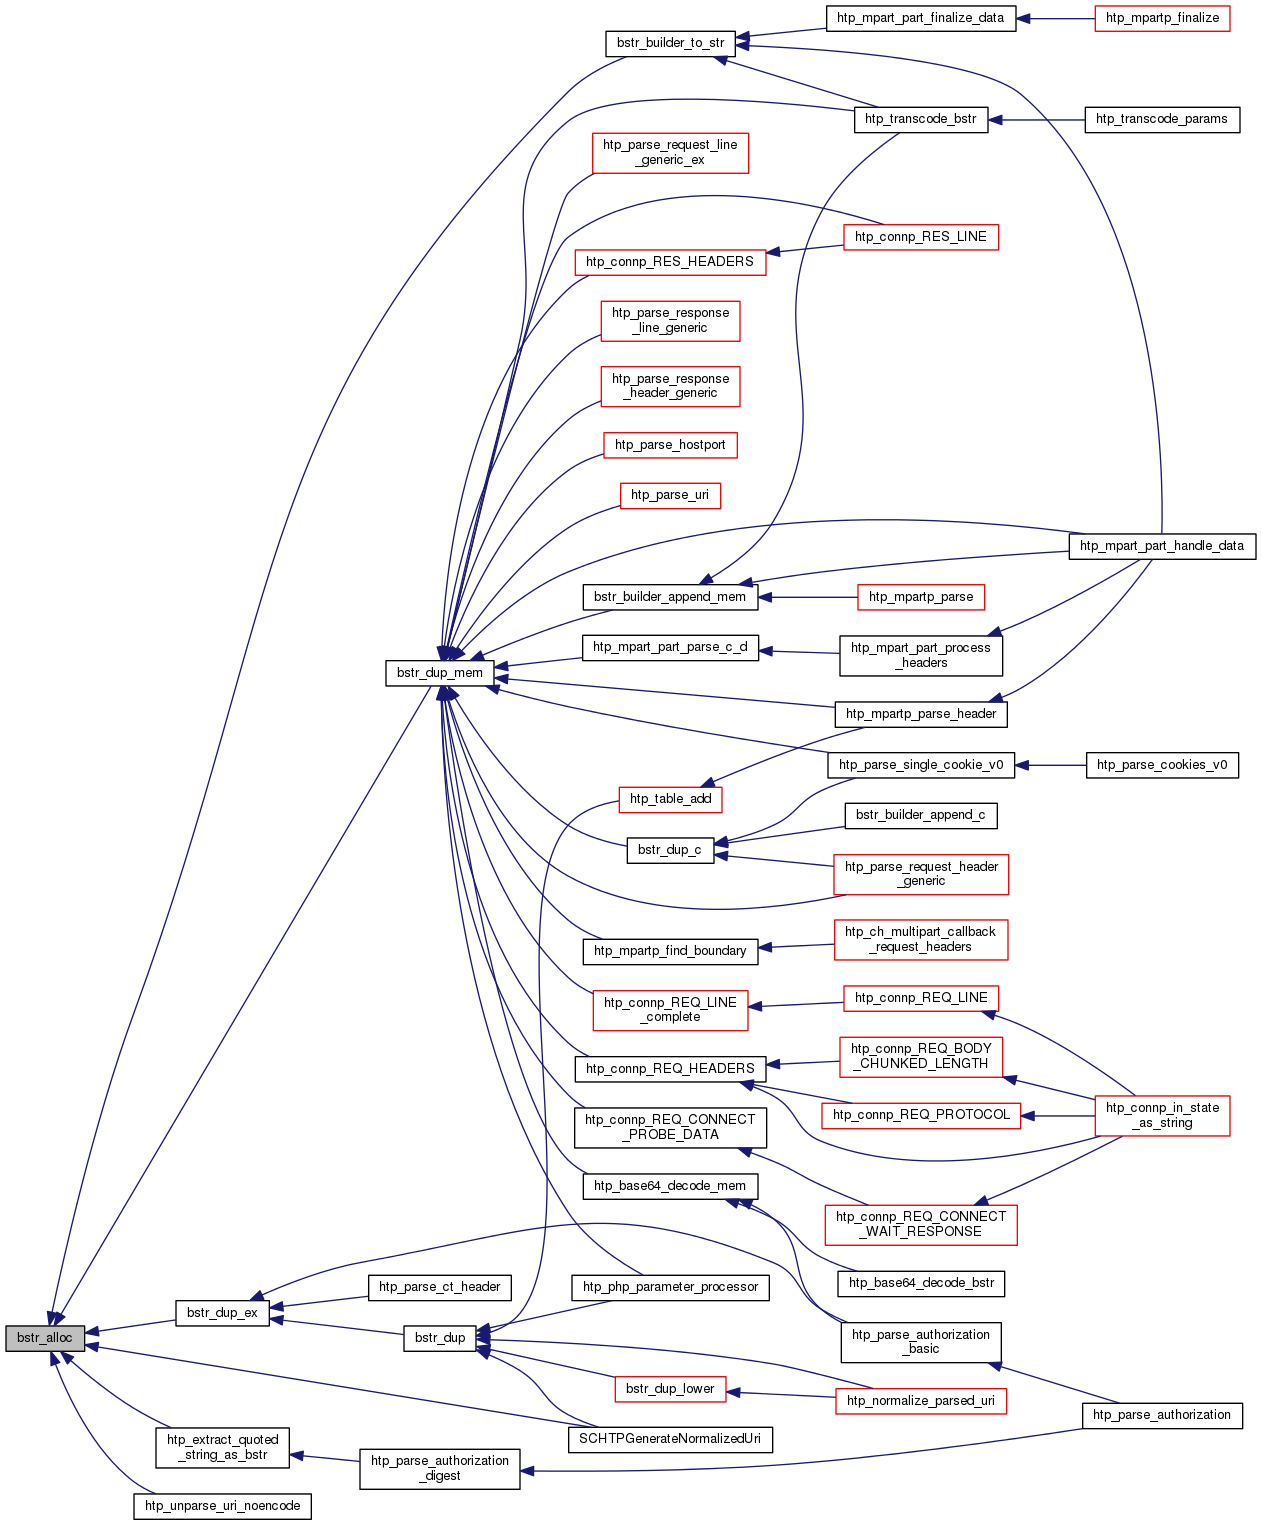 htp_mpart_part_finalize_data
htp_mpartp_finalize
bstr_builder_to_str
htp_transcode_bstr
htp_transcode_params
htp_parse_request_line
_generic_ex
htp_connp_RES_LINE
htp_connp_RES_HEADERS
htp_parse_response
_line_generic
htp_parse_response
_header_generic
htp_parse_hostport
htp_parse_uri
htp_mpart_part_handle_data
bstr_builder_append_mem
htp_mpartp_parse
htp_mpart_part_parse_c_d
htp_mpart_part_process
_headers
bstr_dup_mem
htp_mpartp_parse_header
htp_parse_single_cookie_v0
htp_parse_cookies_v0
htp_table_add
bstr_builder_append_c
bstr_dup_c
htp_parse_request_header
_generic
htp_ch_multipart_callback
_request_headers
htp_mpartp_find_boundary
htp_connp_REQ_LINE
_complete
htp_connp_REQ_LINE
htp_connp_REQ_BODY
_CHUNKED_LENGTH
htp_connp_REQ_HEADERS
htp_connp_REQ_PROTOCOL
htp_connp_in_state
_as_string
htp_connp_REQ_CONNECT
_PROBE_DATA
htp_base64_decode_mem
htp_connp_REQ_CONNECT
_WAIT_RESPONSE
htp_base64_decode_bstr
htp_parse_ct_header
htp_php_parameter_processor
bstr_dup_ex
bstr_alloc
bstr_dup
htp_parse_authorization
_basic
bstr_dup_lower
htp_normalize_parsed_uri
htp_parse_authorization
SCHTPGenerateNormalizedUri
htp_extract_quoted
_string_as_bstr
htp_parse_authorization
_digest
htp_unparse_uri_noencode